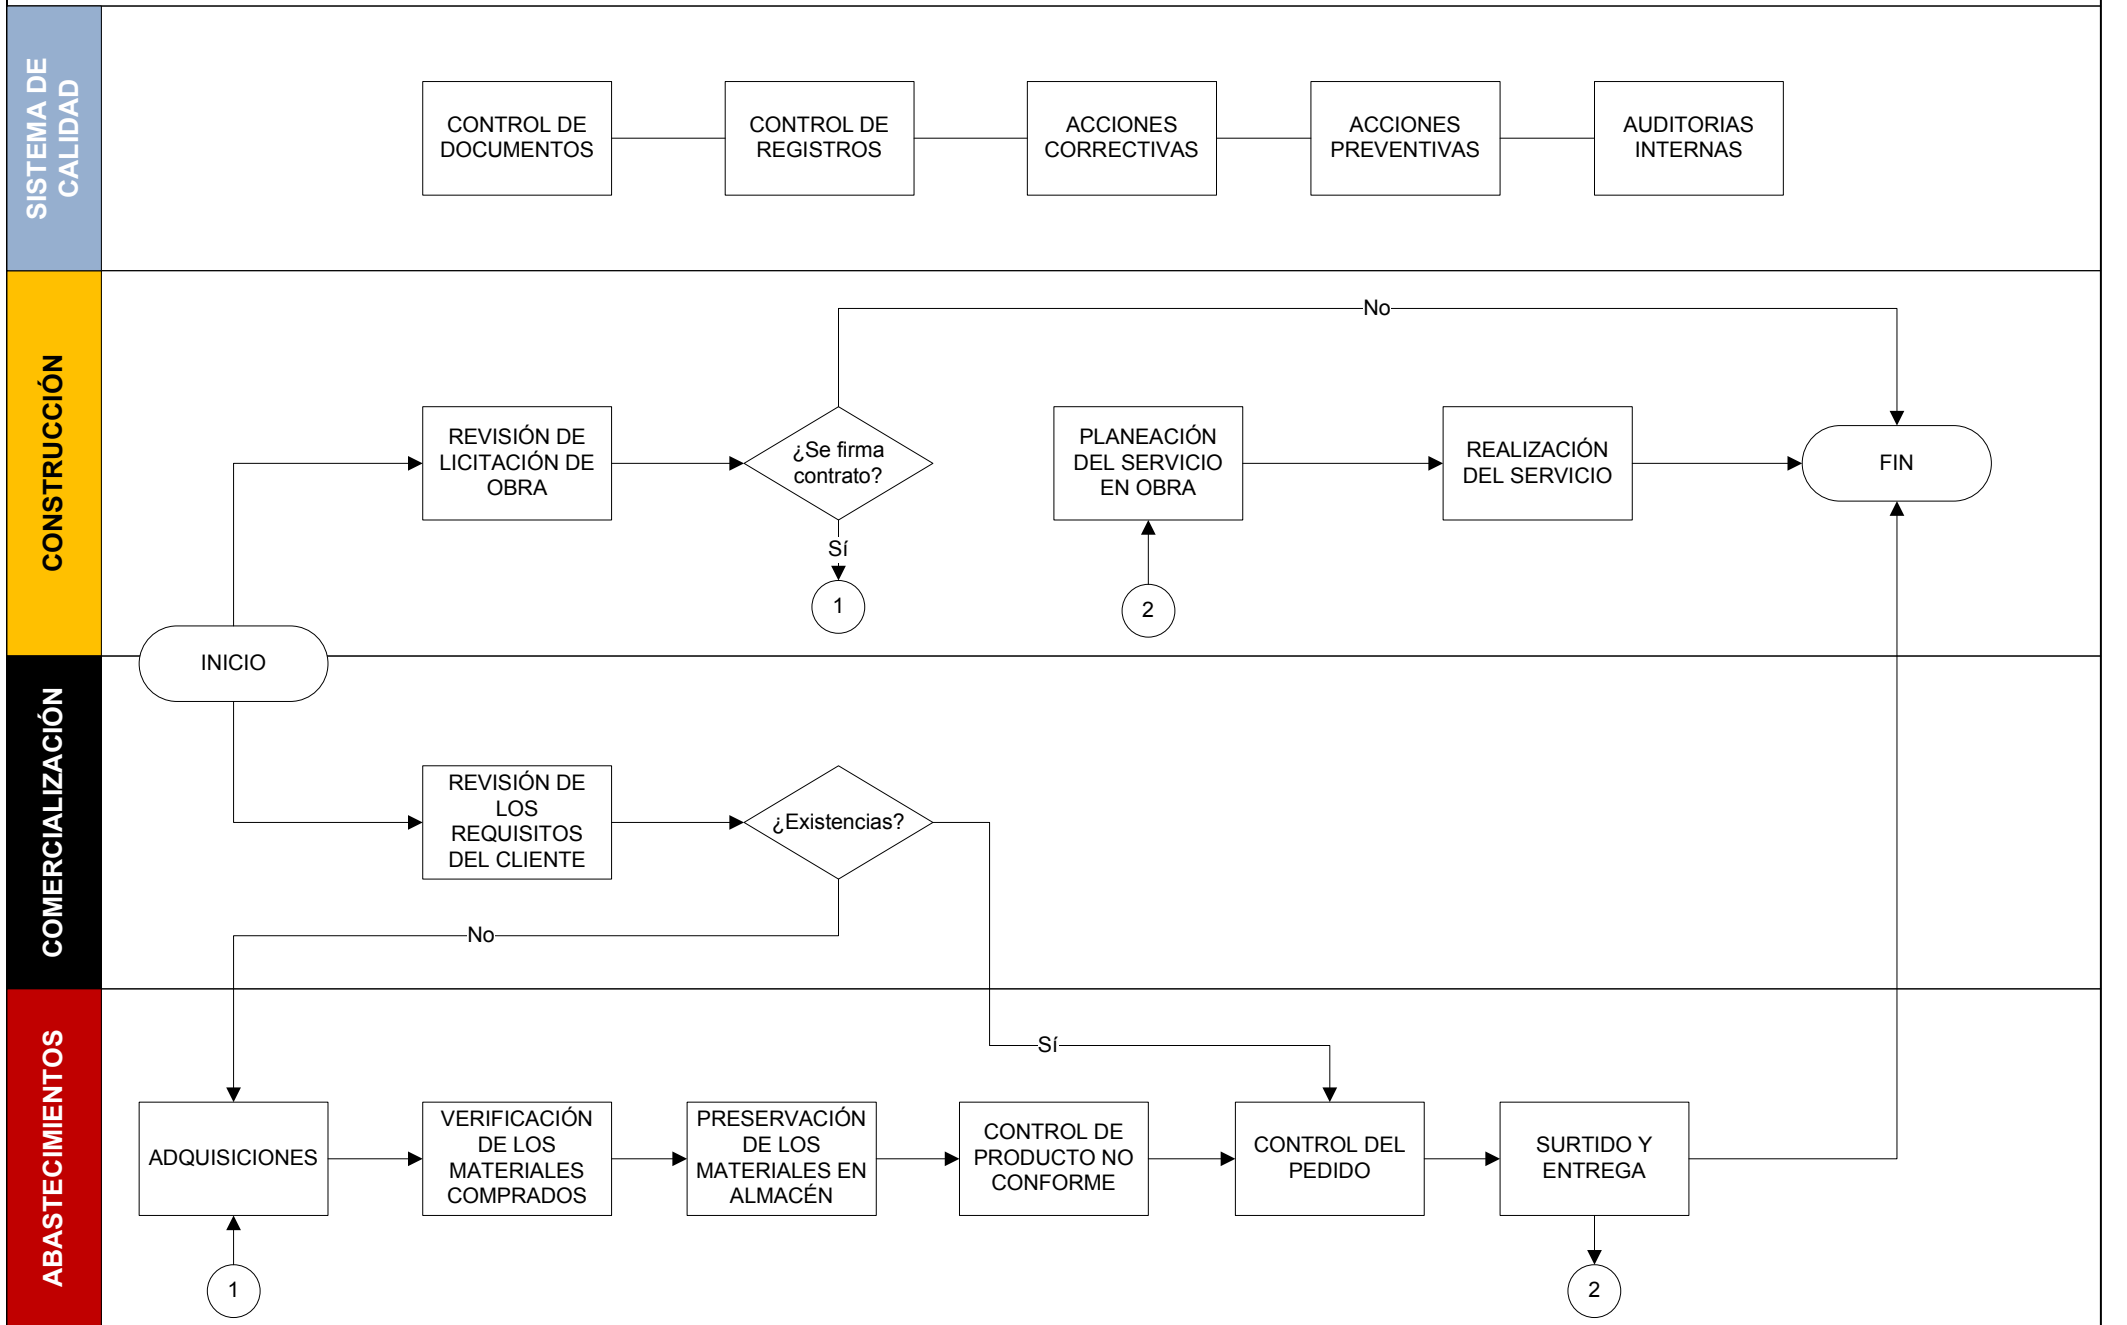 SISTEMA DE
CALIDAD
CONTROL DE
DOCUMENTOS
CONTROL DE
REGISTROS
ACCIONES
CORRECTIVAS
ACCIONES
PREVENTIVAS
AUDITORIAS
INTERNAS
CONSTRUCCIÓN
No
REVISIÓN DE
LICITACIÓN DE
OBRA
¿Se firma
contrato?
Sí
1
PLANEACIÓN
DEL SERVICIO
EN OBRA
2
REALIZACIÓN
DEL SERVICIO
FIN
INICIO
COMERCIALIZACIÓN
REVISIÓN DE
LOS
REQUISITOS
DEL CLIENTE
¿Existencias?
No
Sí
ABASTECIMIENTOS
ADQUISICIONES
1
VERIFICACIÓN
DE LOS
MATERIALES
COMPRADOS
PRESERVACIÓN
DE LOS
MATERIALES EN
ALMACÉN
CONTROL DE
PRODUCTO NO
CONFORME
CONTROL DEL
PEDIDO
SURTIDO Y
ENTREGA
2